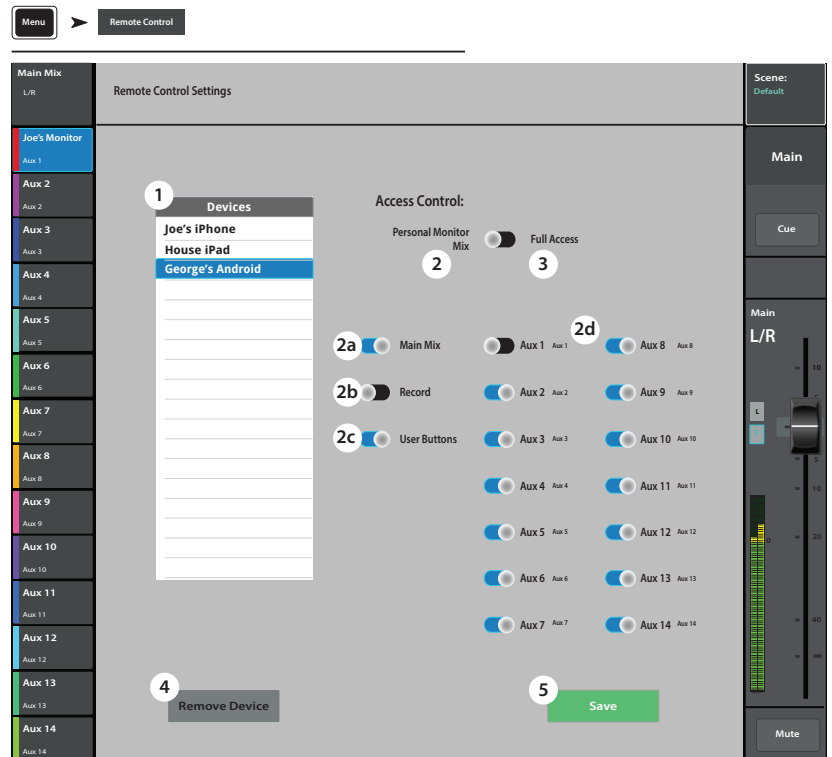 Menu
Remote Control
Main Mix
L/R
Remote Control Settings
Scene:
Default
Joe's Monitor
Aux 1
Aux 2
Aux 2
Aux 3
Aux 3
Aux 4
Aux 4
Aux 5
Aux 5
Aux 6
Aux 6
Aux 7
Aux 7
Aux 8
Aux 8
Aux 9
Aux 9
Aux 10
Aux 10
Aux 11
Aux 11
Aux 12
Aux 12
Aux 13
Aux 13
Aux 14
Aux 14
1
Devices
Joe's iPhone
House iPad
George's Android
Access Control:
Personal Monitor
Mix
Full Access
2
3
2a
Main Mix
Aux 1 Aux 1
2d
Aux 8 Aux 8
2b
Record
Aux 2 Aux 2
Aux 9 Aux 9
2c
User Buttons
Aux 3 Aux 3
Aux 10 Aux 10
Aux 4 Aux 4
Aux 11 Aux 11
Aux 5 Aux 5
Aux 12 Aux 12
Aux 6 Aux 6
Aux 13 Aux 13
Aux 7 Aux 7
Aux 14 Aux 14
4
Remove Device
5
Save
Main
Cue
Main
L/R
10
L
5
10
0
20
40
∞
Mute